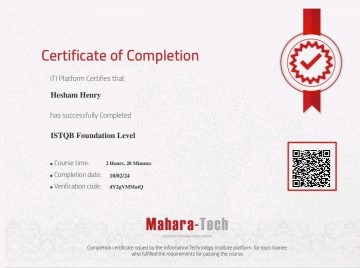 Certificate of Completion
ITI Platform Certifies that
Hesham Henry
has successfully Completed
ISTQB Foundation Level
Course time: 2 Hours, 20 Minutes
Completion date: 10/02/24
Verification code:
Mahara-Tech
Completion certificate issued by the Information Technology Institute platform for each trainee
who fulfilled the requirements for passing the course.